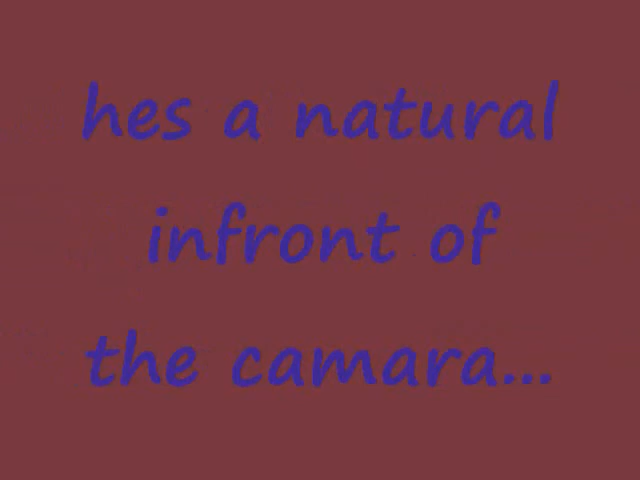 hes a natural
infront of
the camara...